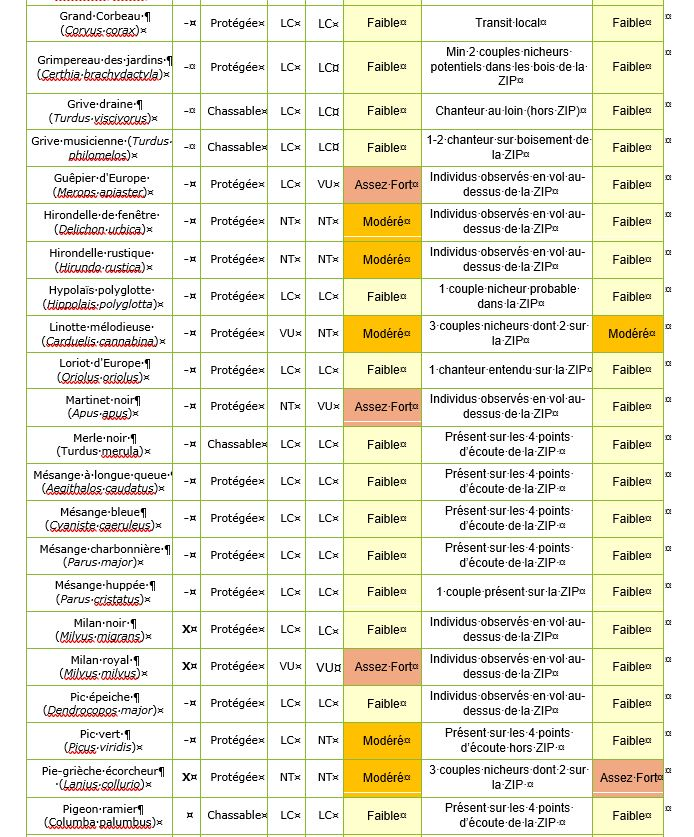 Grand·Corbeau·¶ -¤ Protégée¤ LC¤ LC¤ Faible¤ Transit·local¤ Faible¤ ¤
(Corvus·corax)¤
Grimpereau·des·jardins·¶ -¤ Protégée¤ LC¤ LC¤ Faible¤ Min·2·couples·nicheurs· Faible¤ ¤
(Certhia·brachydactyla)¤ potentiels·dans·les·bois·de·la·
ZIP¤
Grive·draine·¶ -¤ Chassable¤ LC¤ LC¤ Faible¤ Chanteur·au·loin·(hors·ZIP)¤ Faible¤ ¤
(Turdus·viscivorus)¤
Grive·musicienne·(Turdus· -¤ Chassable¤ LC¤ LC¤ Faible¤ 1-2·chanteur·sur·boisement·de· Faible¤ ¤
philomelos)¤ la·ZIP¤
Guêpier·d'Europe·¶ -¤ Protégée¤ LC¤ VU¤ Assez·Fort¤ Individus·observés·en·vol·au- Faible¤ ¤
(Merops·apiaster)¤ dessus·de·la·ZIP¤
Hirondelle·de·fenêtre· -¤ Protégée¤ NT¤ NT¤ Modéré¤ Individus·observés·en·vol·au- Faible¤ ¤
(Delichon·urbica)¤ dessus·de·la·ZIP¤
Hirondelle·rustique· -¤ Protégée¤ NT¤ NT¤ Modéré¤ Individus·observés·en·vol·au- Faible¤ ¤
(Hirundo·rustica)¤ dessus·de·la·ZIP¤
Hypolaïs·polyglotte· -¤ Protégée¤ LC¤ LC¤ Faible¤ 1·couple·nicheur·probable· Faible¤ ¤
(Hippolais·polyglotta)¤ dans·la·ZIP¤
Linotte·mélodieuse· -¤ Protégée¤ VU¤ NT¤ Modéré¤ 3·couples·nicheurs·dont·2·sur· Modéré¤ ¤
(Carduelis·cannabina)¤ la·ZIP¤
Loriot·d'Europe·¶ -¤ Protégée¤ LC¤ LC¤ Faible¤ 1·chanteur·entendu·sur·la·ZIP¤ Faible¤ ¤
(Oriolus·oriolus)¤
Martinet·noir¶ -¤ Protégée¤ NT¤ VU¤ Assez·Fort¤ Individus·observés·en·vol·au- Faible¤ ¤
(Apus·apus)¤ dessus·de·la·ZIP¤
Merle·noir·¶ -¤ Chassable¤ LC¤ LC¤ Faible¤ Présent·sur·les·4·points· Faible¤ ¤
(Turdus·merula)¤ d'écoute·de·la·ZIP·¤
Mésange·à·longue·queue· -¤ Protégée¤ LC¤ LC¤ Faible¤ Présent·sur·les·4·points· Faible¤ ¤
(Aegithalos·caudatus)¤ d'écoute·de·la·ZIP·¤
Mésange·bleue¶ -¤ Protégée¤ LC¤ LC¤ Faible¤ Présent·sur·les·4·points· Faible¤ ¤
(Cyaniste·caeruleus)¤ d'écoute·de·la·ZIP·¤
Mésange·charbonnière·¶ -¤ Protégée¤ LC¤ LC¤ Faible¤ Présent·sur·les·4·points· Faible¤ ¤
(Parus·major)¤ d'écoute·de·la·ZIP·¤
Mésange·huppée·¶ -¤ Protégée¤ LC¤ LC¤ Faible¤ 1·couple·présent·sur·la·ZIP¤ Faible¤ ¤
(Parus·cristatus)¤
Milan·noir·¶ X¤ Protégée¤ LC¤ LC¤ Faible¤ Individus·observés·en·vol·au- Faible¤ ¤
(Milvus·migrans)¤ dessus·de·la·ZIP¤
Milan·royal·¶ X¤ Protégée¤ VU¤ VU¤ Assez·Fort¤ Individus·observés·en·vol·au- Faible¤ ¤
(Milvus·milvus)¤ dessus·de·la·ZIP¤
Pic·épeiche·¶ -¤ Protégée¤ LC¤ LC¤ Faible¤ Individus·observés·en·vol·au- Faible¤ ¤
(Dendrocopos·major)¤ dessus·de·la·ZIP¤
Pic·vert·¶ -¤ Protégée¤ LC¤ NT¤ Modéré¤ Présent·sur·les·4·points· Faible¤ ¤
(Picus·viridis)¤ d'écoute·hors·ZIP·¤
Pie-grièche·écorcheur¶ X¤ Protégée¤ NT¤ NT¤ Modéré¤ 3·couples·nicheurs·dont·2·sur· Assez·Fort¤ ¤
·(Lanius·collurio)¤ la·ZIP·¤
Pigeon·ramier¶ ¤ Chassable¤ LC¤ LC¤ Faible¤ Présent·sur·les·4·points· Faible¤ ¤
(Columba·palumbus)¤ d'écoute·de·la·ZIP·¤